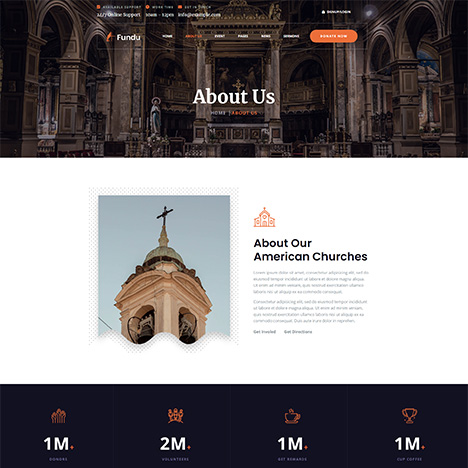 AVAILABLE SUPPORT WORK TIME GET IN TOUCH
24/7 Online Support 10am - 12pm info@example.com
SIGNUP/LOGIN
Fundu HOME ABOUT US EVENT PAGES NEWS SERMONS DONATE NOW
About Us
HOME | ABOUT US
About Our
American Churches
Lorem ipsum dolor sit amet, consectetur adipiscing elit, sed do
eiusmod tempor ut labore et dolore magna aliqua. Ut enim ad minim
veniam, quis nostrud exercitation ullamco laboris nisi ut aliquip ex ea
commodo consequat.
Consectetur adipiscing elit, sed do eiusmod tempor ut labore et
dolore magna aliqua. Ut enim ad minim veniam, quis nostrud
exercitation ullamco laboris nisi ut aliquip ex ea commodo
consequat. Duis aute irure dolor in reprehen.
Get Involed Get Directions
1M+ 2M+ 1M+ 1M+
DONORS VOLUNTEERS GET REWARDS CUP COFFEE